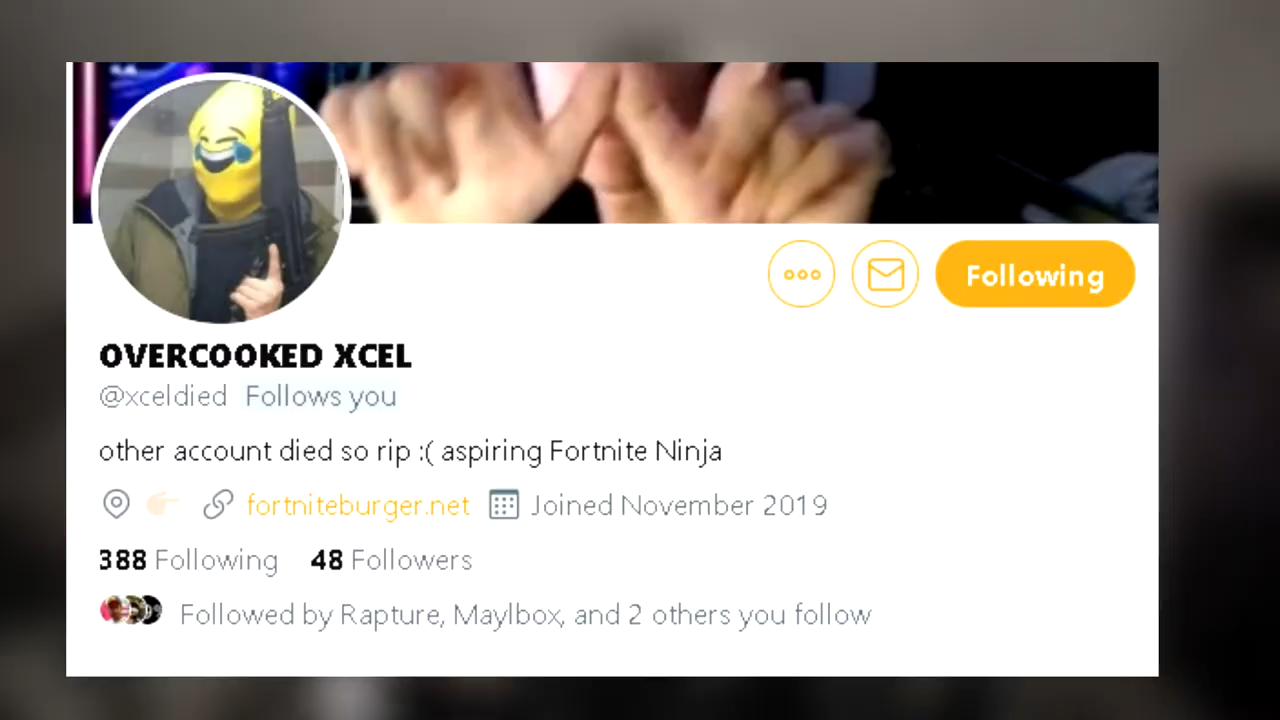 Following
OVERCOOKED XCEL
@xceldied Follows you
other account died so rip :( aspiring Fortnite Ninja
fortniteburger.net Joined November 2019
388 Following 48 Followers
Followed by Rapture, Maylbox, and 2 others you follow